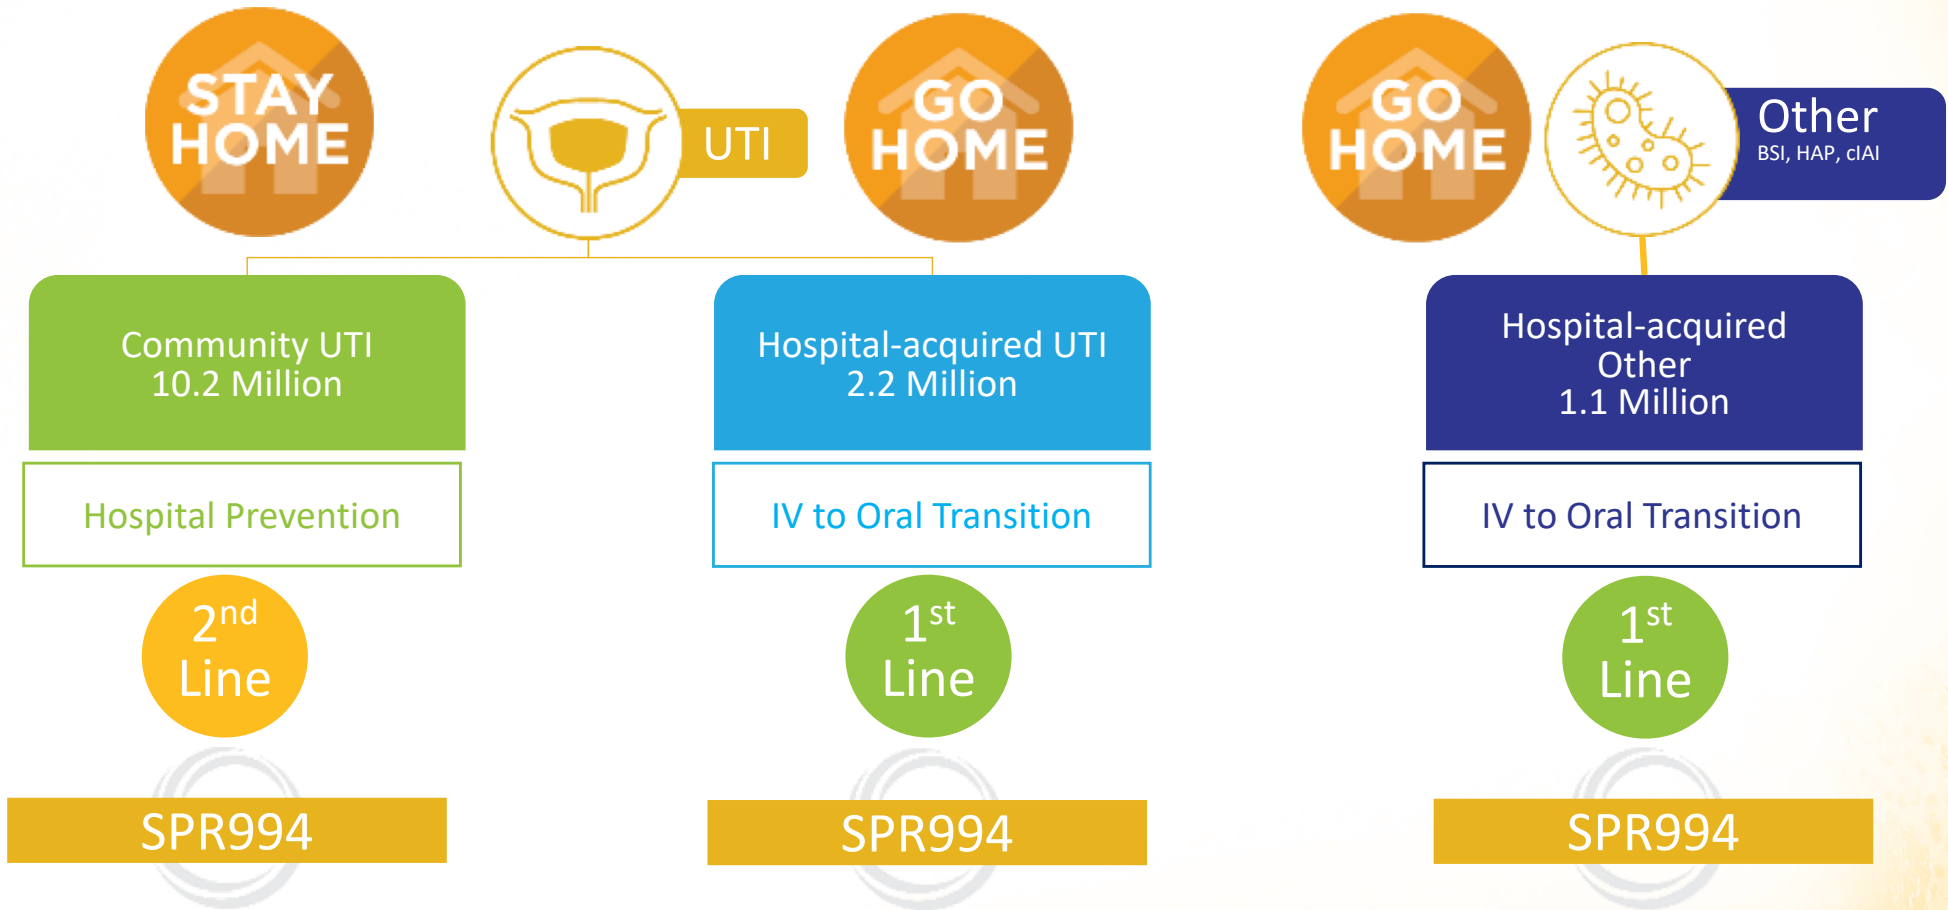 STAY
HOME
UTI
GO
HOME
GO
HOME
Other
BSI, HAP, cIAI
Community UTI
10.2 Million
Hospital-acquired UTI
2.2 Million
Hospital-acquired
Other
1.1 Million
Hospital Prevention
IV to Oral Transition
IV to Oral Transition
2nd
Line
1st
Line
1st
Line
SPR994
SPR994
SPR994